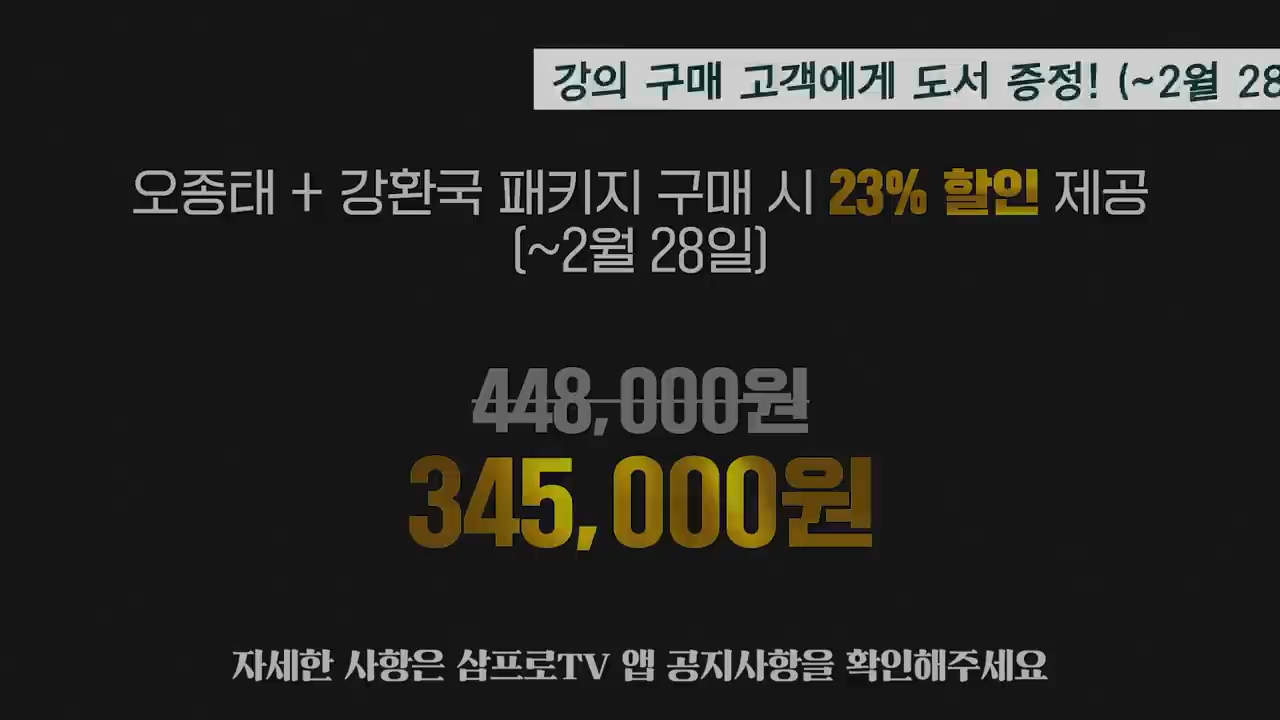 강의 구매 고객에게 도서 증정! (~2월 28
오종태 + 강환국 패키지 구매 시 23% 할인 제공
(~2월 28일)
448,000원
345,000원
자세한 사항은 삼프로TV 앱 공지사항을 확인해주세요